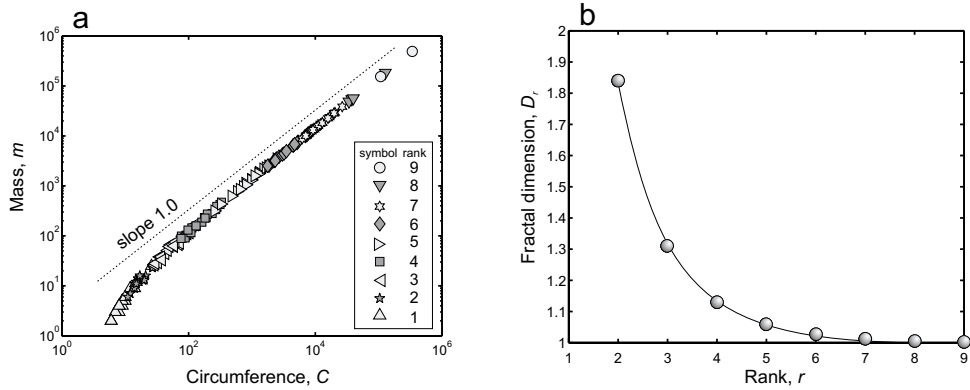 a
Mass, m
10^6
10^5
10^4
10^3
10^2
10^1
10^0
10^0 10^2 10^4 10^6
Circumference, C
slope 1.0
symbol rank
9
8
7
6
5
4
3
2
1
b
Fractal dimension, D_r
2
1.9
1.8
1.7
1.6
1.5
1.4
1.3
1.2
1.1
1
1 2 3 4 5 6 7 8 9
Rank, r